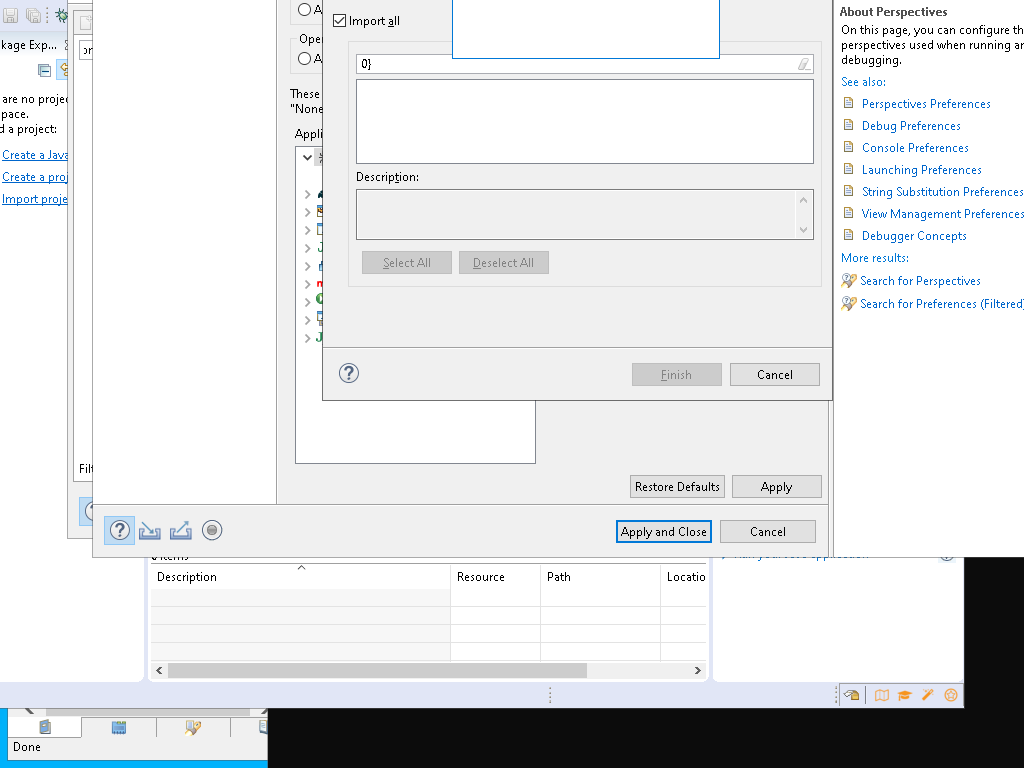 Import all
Oper
0}
These
"None
Appli
Description:
Select All
Deselect All
Finish
Cancel
Restore Defaults
Apply
Apply and Close
Cancel
About Perspectives
On this page, you can configure th
perspectives used when running an
debugging.
See also:
Perspectives Preferences
Debug Preferences
Console Preferences
Launching Preferences
String Substitution Preferences
View Management Preferences
Debugger Concepts
More results:
Search for Perspectives
Search for Preferences (Filtered)
kage Exp...
are no projec
pace.
d a project:
Create a Java
Create a proj
Import proje
Filt
Description
Resource
Path
Locatio
Done